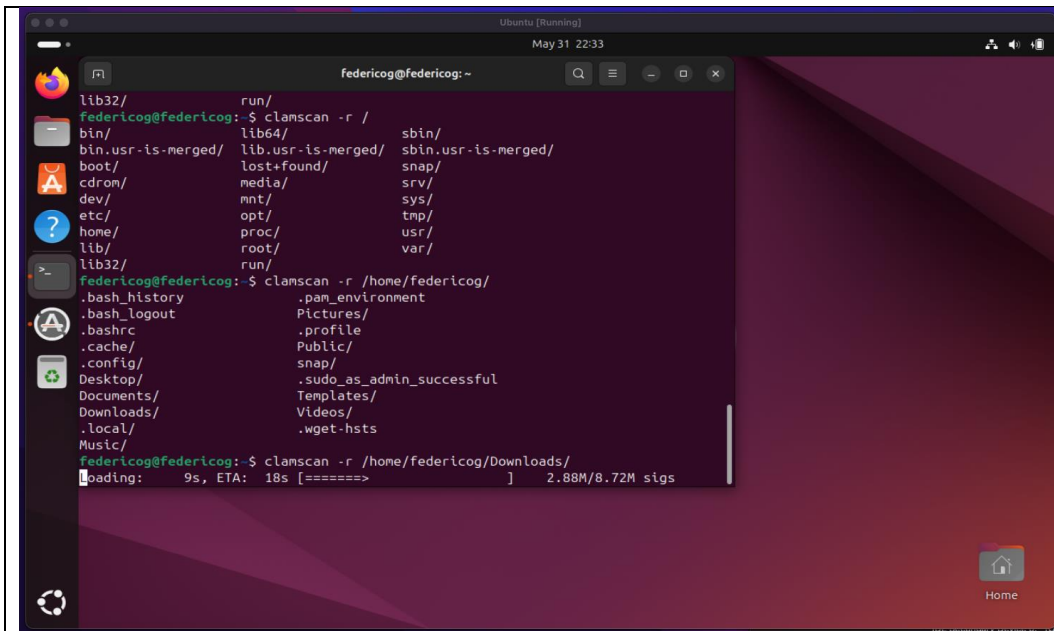 Ubuntu [Running]
May 31 22:33
federicog@federicog: ~
lib32/ run/
federicog@federicog:~$ clamscan -r /
bin/ lib64/ sbin/
bin.usr-is-merged/ lib.usr-is-merged/ sbin.usr-is-merged/
boot/ lost+found/ snap/
cdrom/ media/ srv/
dev/ mnt/ sys/
etc/ opt/ tmp/
home/ proc/ usr/
lib/ root/ var/
lib32/ run/
federicog@federicog:~$ clamscan -r /home/federicog/
.bash_history .pam_environment
.bash_logout Pictures/
.bashrc .profile
.cache/ Public/
.config/ snap/
Desktop/ .sudo_as_admin_successful
Documents/ Templates/
Downloads/ Videos/
.local/ .wget-hsts
Music/
federicog@federicog:~$ clamscan -r /home/federicog/Downloads/
Loading: 9s, ETA: 18s [=======> ] 2.88M/8.72M sigs
Home